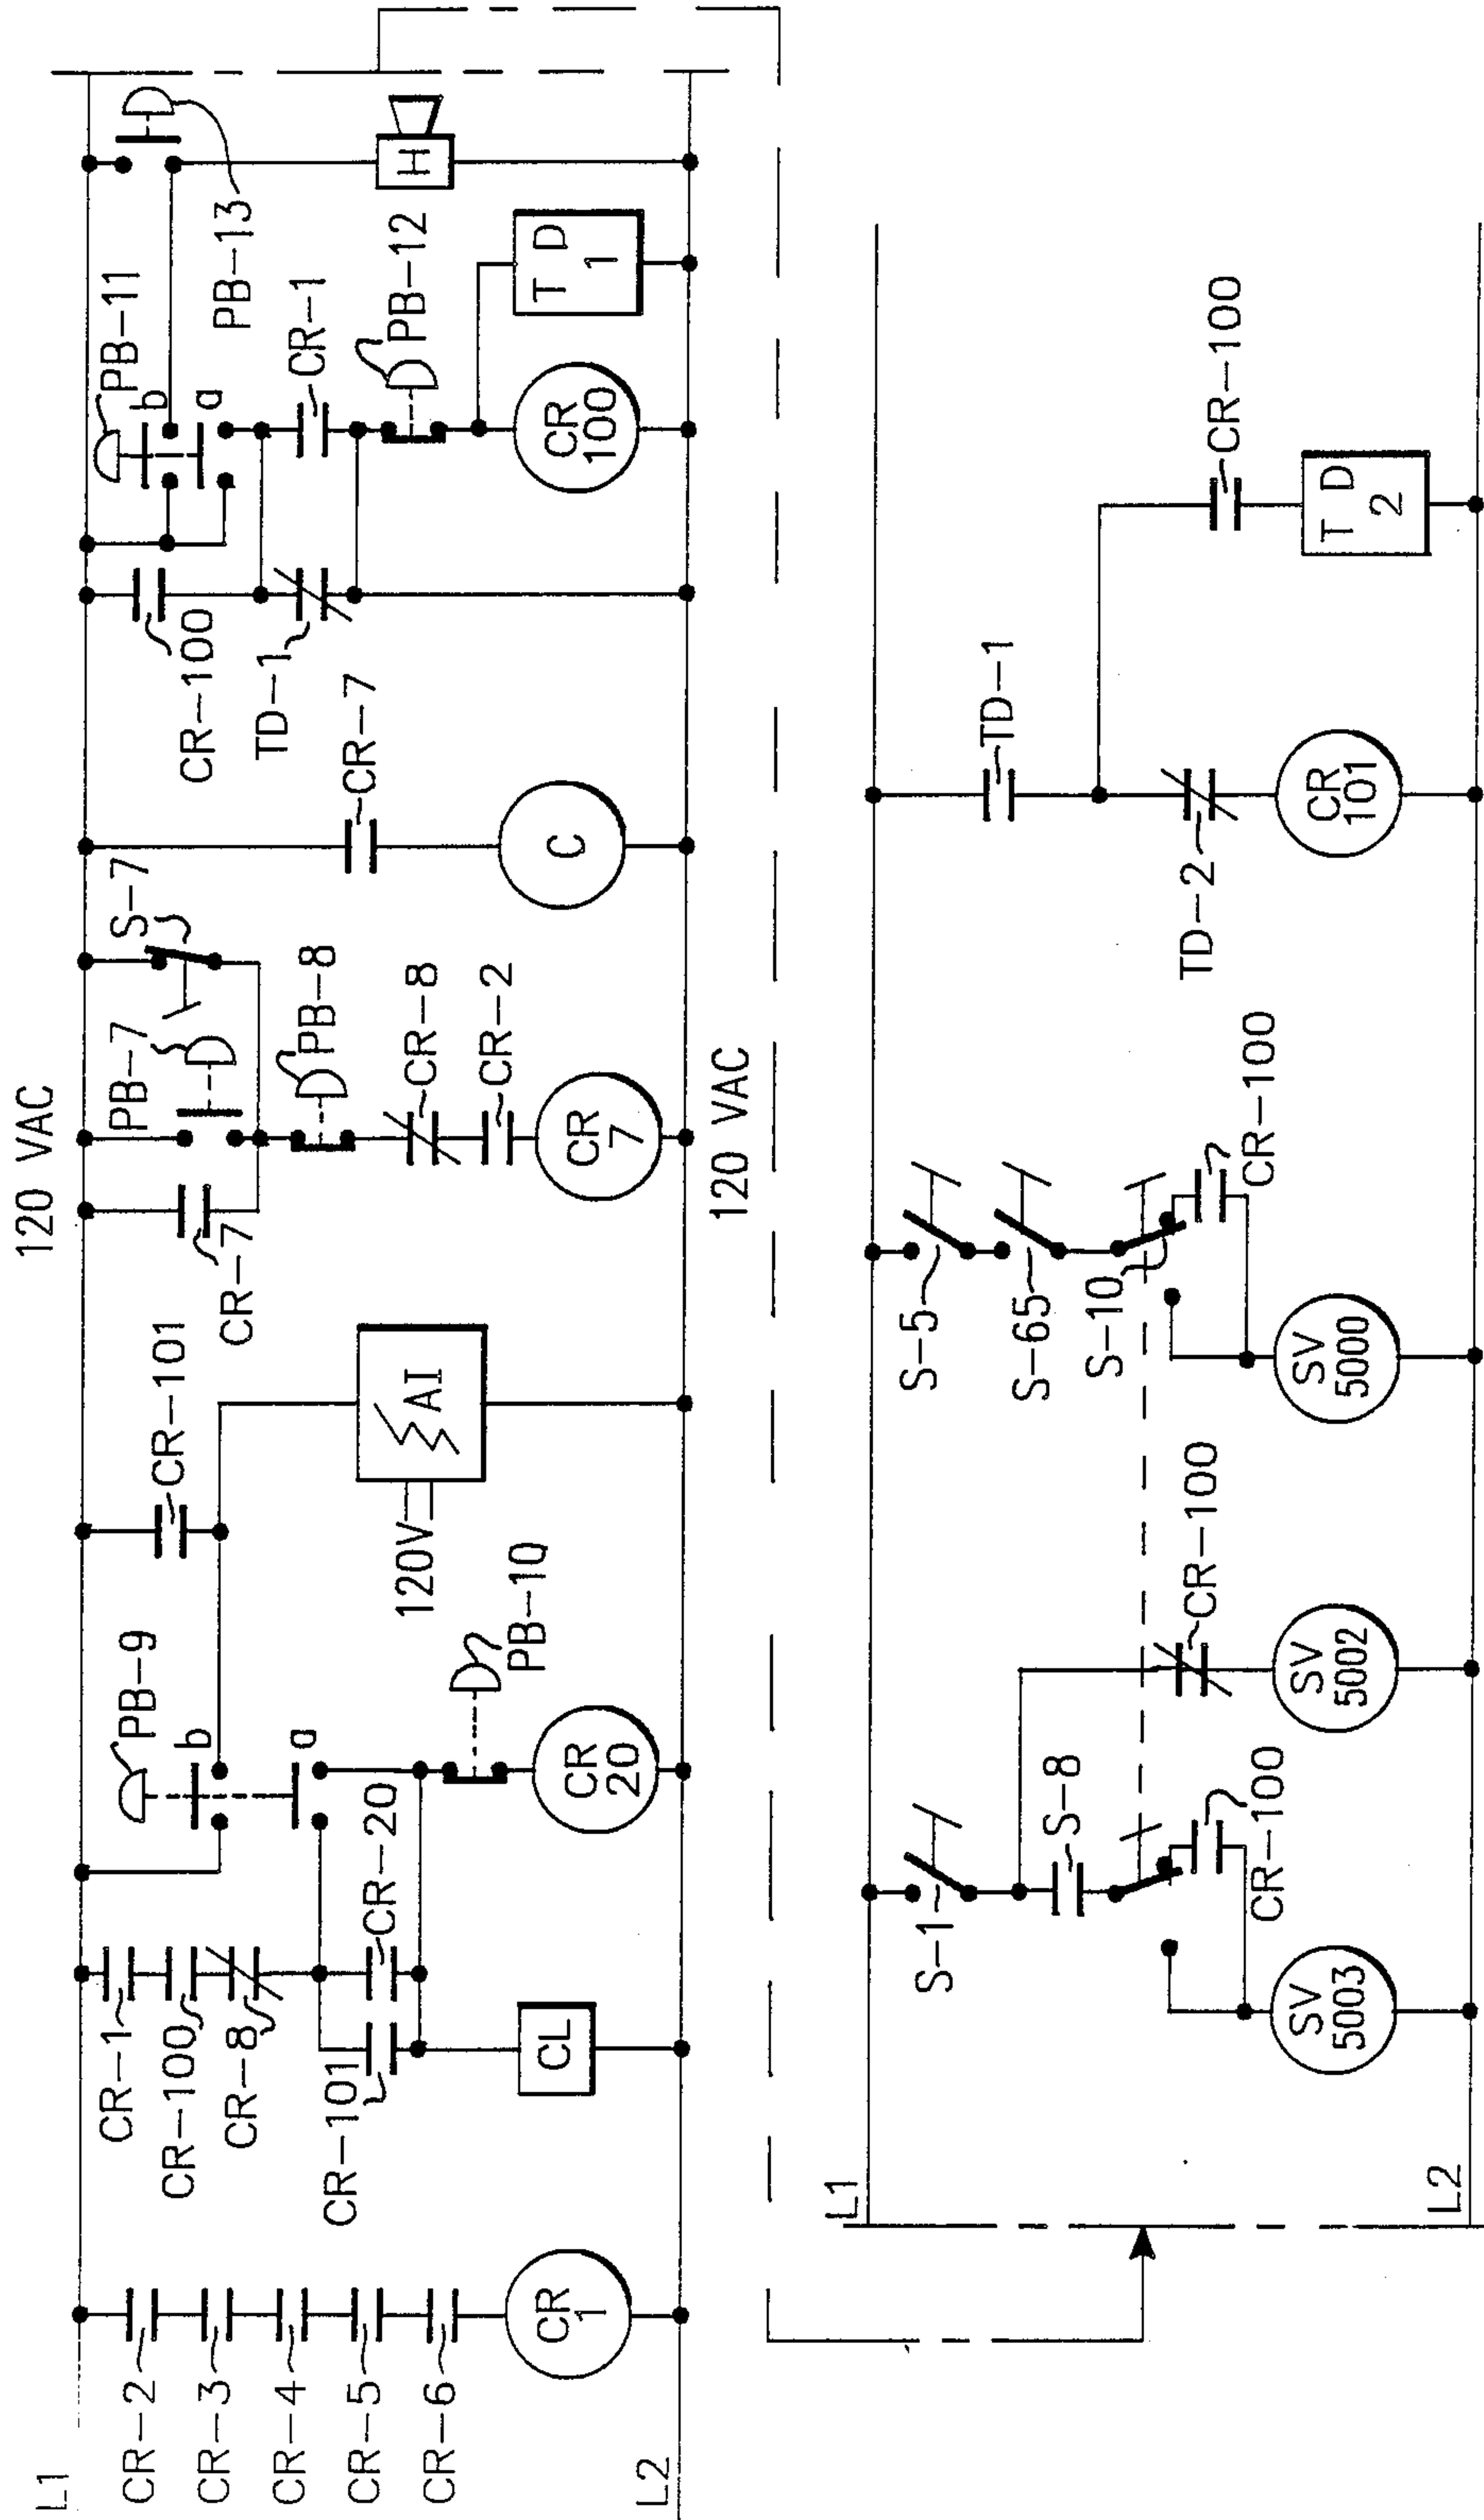 120 VAC
L1
CR-2
CR-3
CR-4
CR-5
CR-6
CR
1
L2
CR-1
CR-100
CR-8
CR-101
CL
CR-20
PB-9
b
a
CR
20
PB-10
CR-101
120V
AI
CR-7
PB-7
S-7
PB-8
CR-8
CR-2
CR
7
120 VAC
CR-7
C
CR-100
TD-1
PB-11
b
a
CR-1
PB-12
CR
100
T D
1
PB-13
H
L1
L2
S-1
S-8
CR-100
SV
5003
CR-100
SV
5002
S-5
S-65
S-10
CR-100
SV
5000
TD-1
TD-2
CR
101
CR-100
T D
2